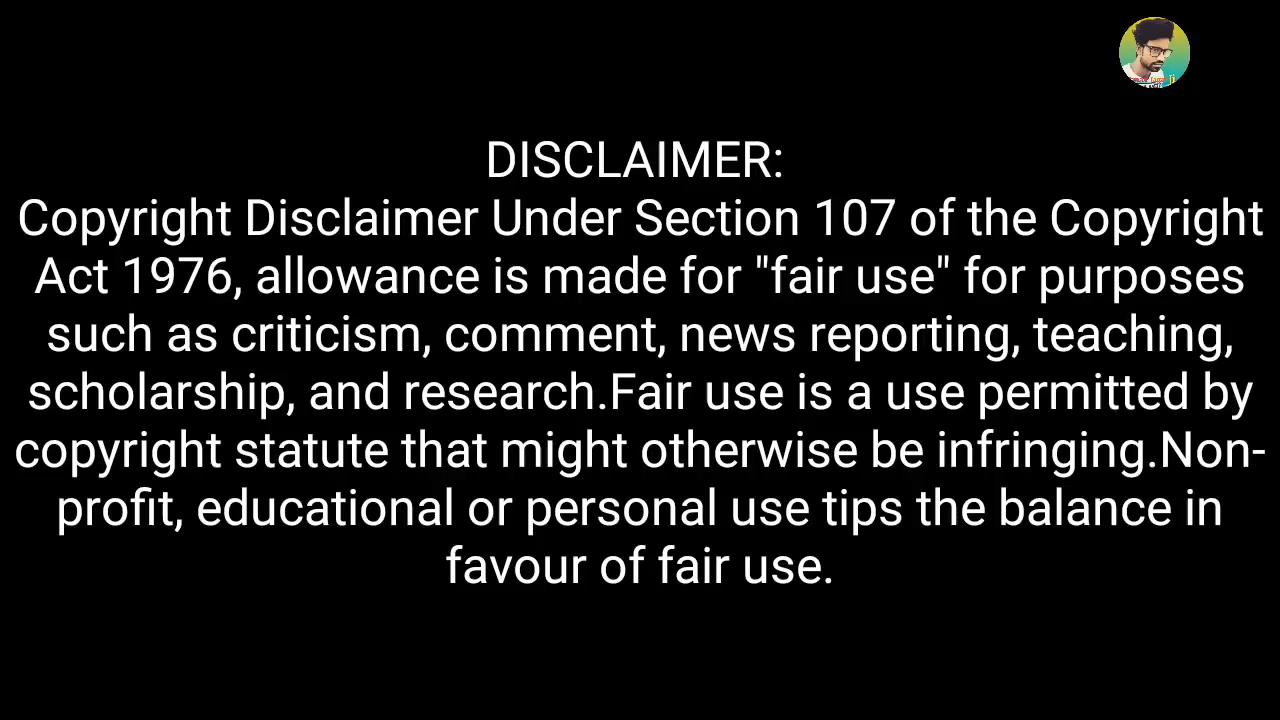 DISCLAIMER:
Copyright Disclaimer Under Section 107 of the Copyright
Act 1976, allowance is made for "fair use" for purposes
such as criticism, comment, news reporting, teaching,
scholarship, and research.Fair use is a use permitted by
copyright statute that might otherwise be infringing.Non-
profit, educational or personal use tips the balance in
favour of fair use.